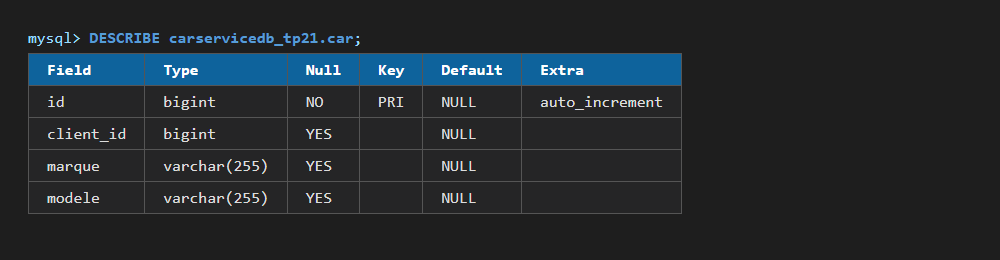 mysql> DESCRIBE carservicedb_tp21.car;
Field Type Null Key Default Extra
id bigint NO PRI NULL auto_increment
client_id bigint YES NULL
marque varchar(255) YES NULL
modele varchar(255) YES NULL